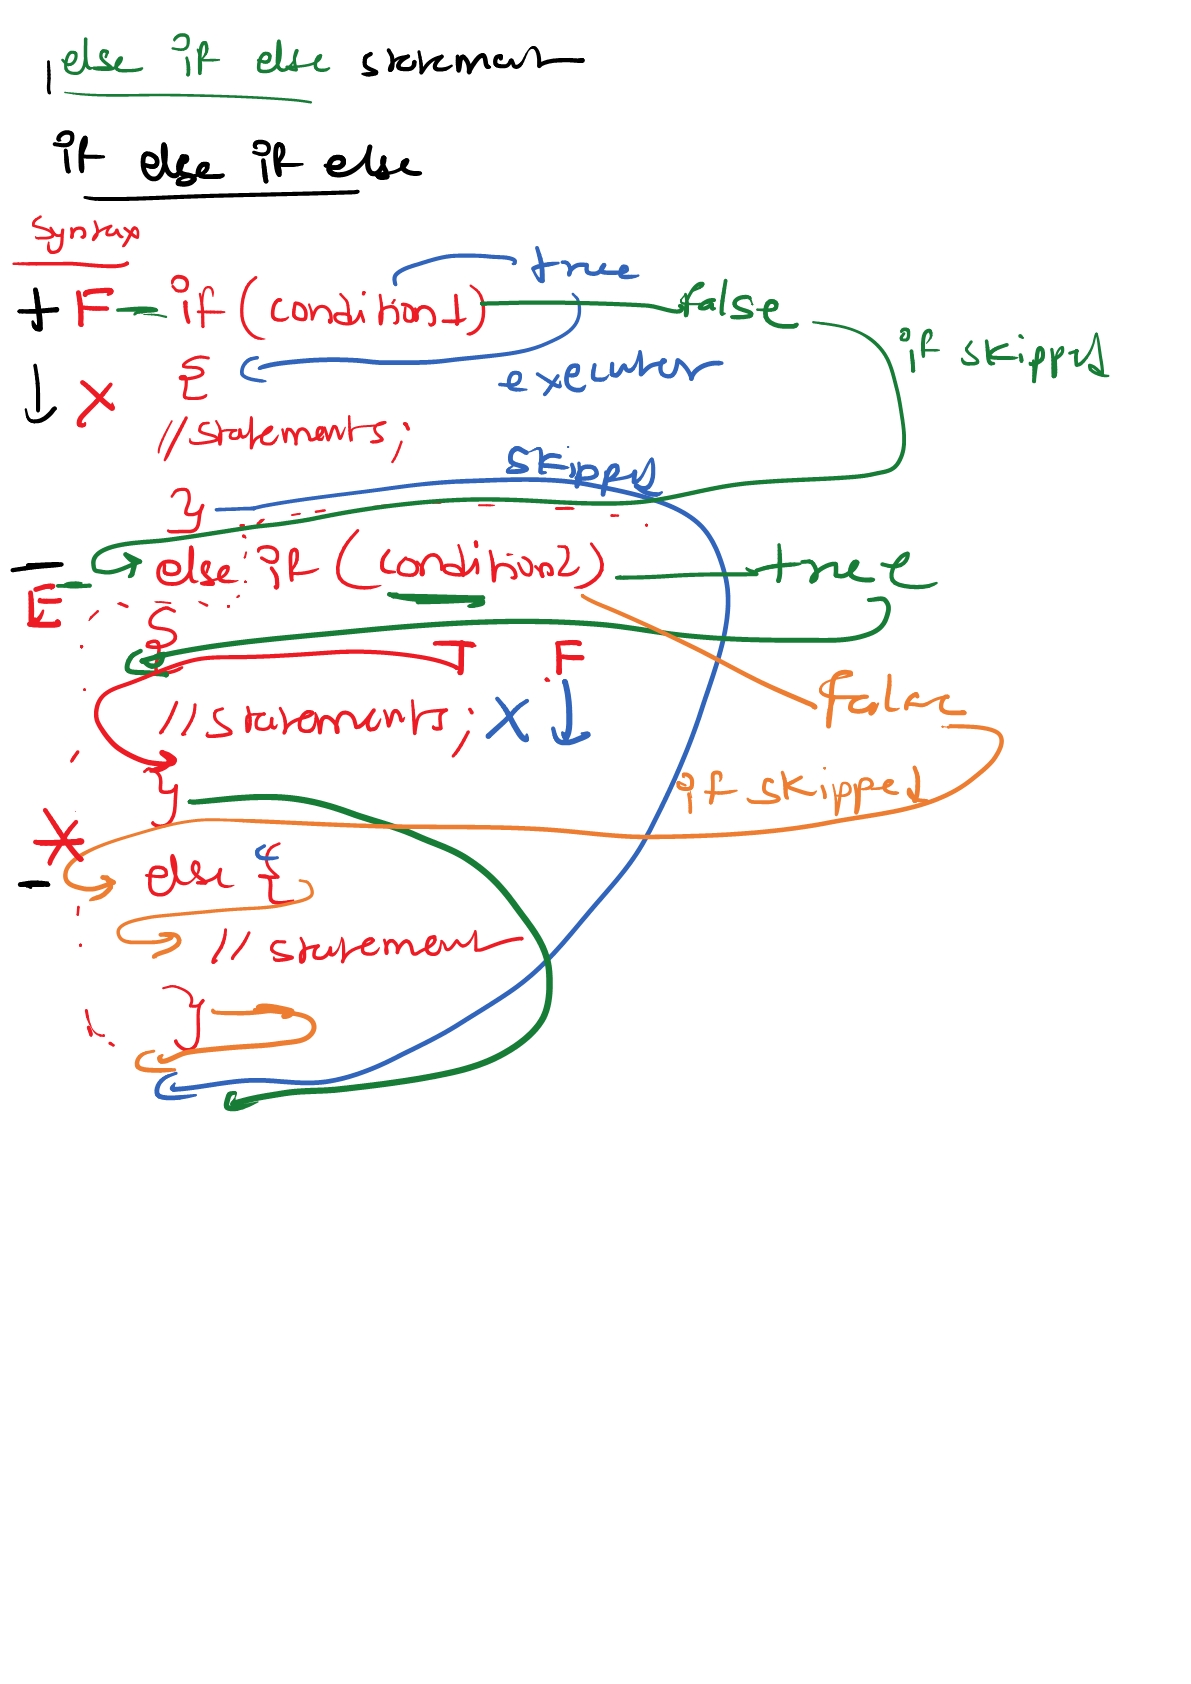 else if else statement
if else if else
Syntax
true
+ F - if (condition1) false
if skipped
{ executes
↓ X
//statements;
skipped
}
- else if (condition2) true
E
{
T F
//statements; X ↓
false
}
if skipped
else {
// statement
}